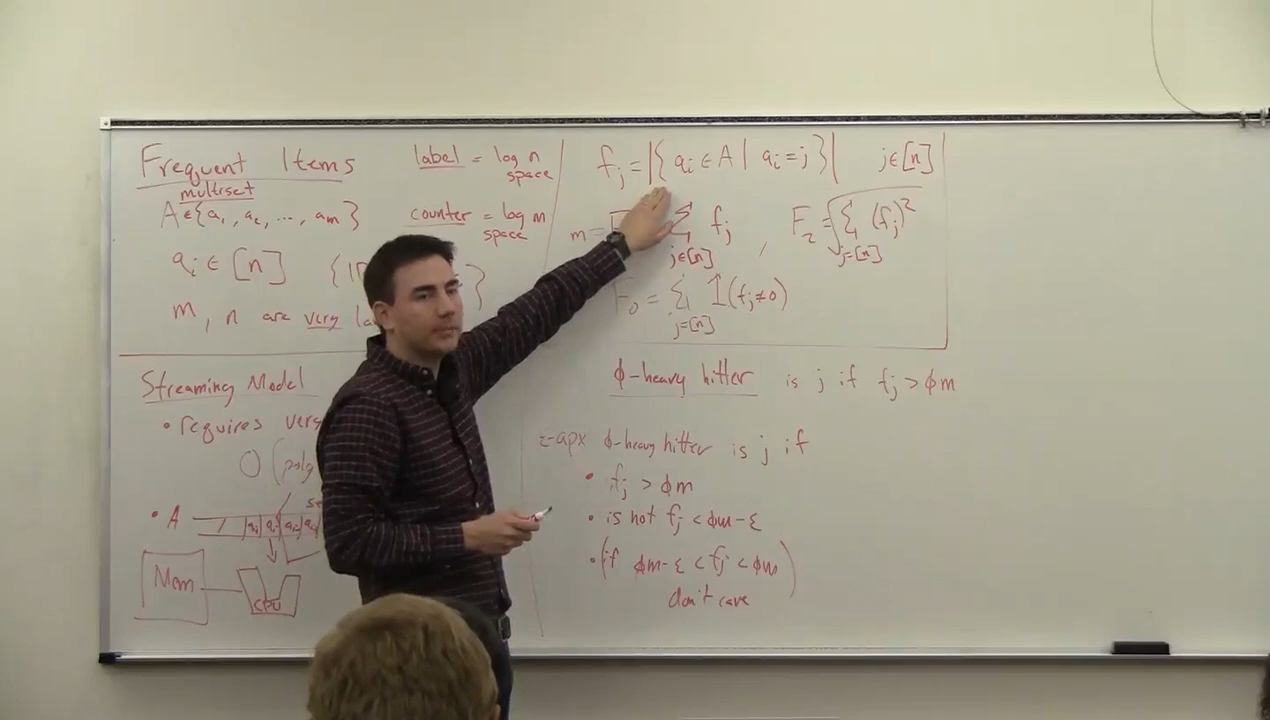 Frequent Items
multiset
A∈{a₁, a₂, ..., aₘ}
aᵢ ∈ [n]
m, n are very
label = log n
space
counter = log m
space
fⱼ = |{aᵢ ∈ A | aᵢ = j}| j∈[n]
m =
Σ fⱼ ,
j∈[n]
F₂ = √Σ (fⱼ)²
j=[n]
F₀ = Σ 1(fⱼ≠0)
j=[n]
Streaming Model
• requires
O(poly
• A aᵢ
Mem
CPU
ϕ-heavy hitter is j if fⱼ > ϕm
ε-apx ϕ-heavy hitter is j if
• if fⱼ > ϕm
• is not fⱼ < ϕm-ε
• (if ϕm-ε < fⱼ < ϕm)
don't care